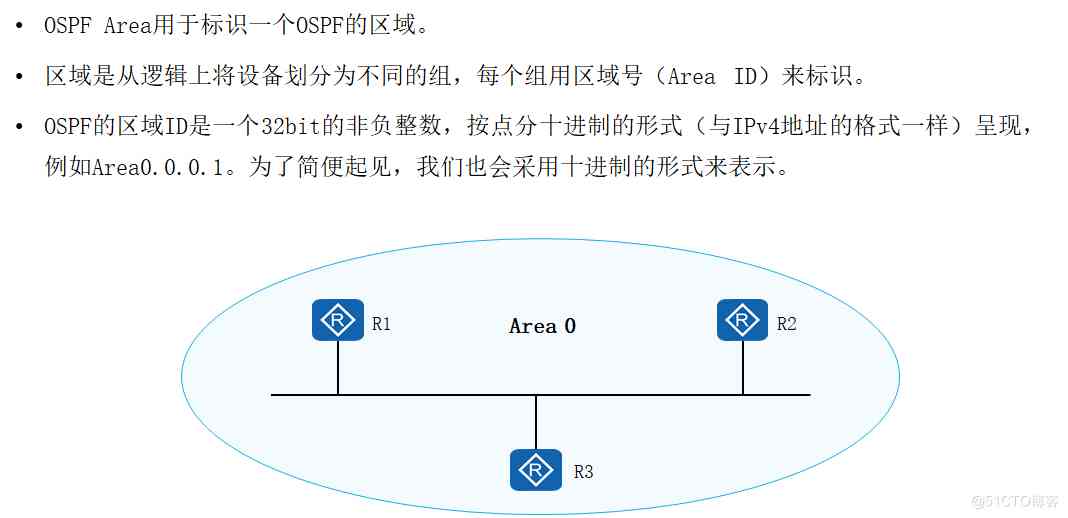 • OSPF Area用于标识一个OSPF的区域。
• 区域是从逻辑上将设备划分为不同的组，每个组用区域号（Area ID）来标识。
• OSPF的区域ID是一个32bit的非负整数，按点分十进制的形式（与IPv4地址的格式一样）呈现，
例如Area0.0.0.1。为了简便起见，我们也会采用十进制的形式来表示。
R R1 Area 0 R R2
R R3
@51CTO博客